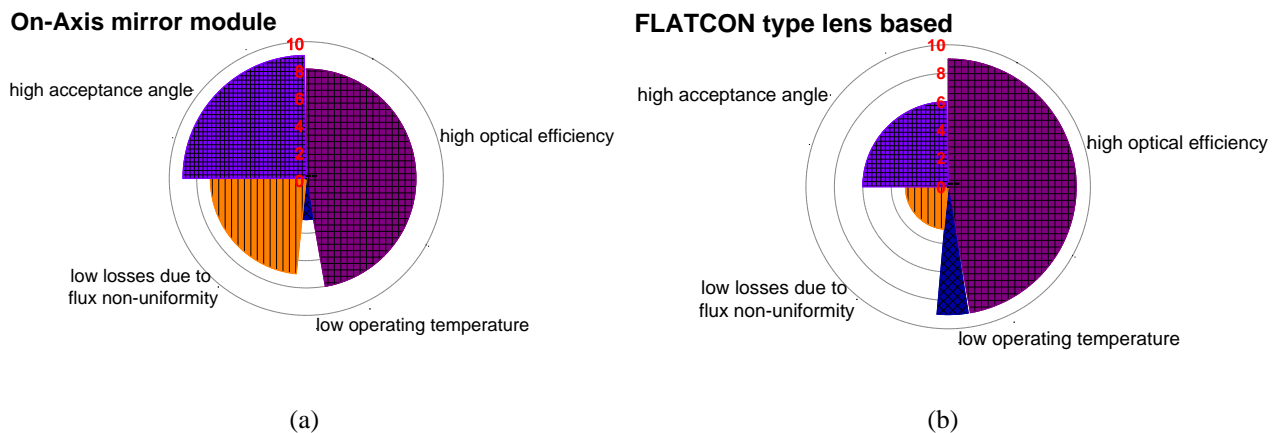 On-Axis mirror module
10
8
6
4
2
0
high acceptance angle
high optical efficiency
low losses due to
flux non-uniformity
low operating temperature
(a)
FLATCON type lens based
10
8
6
4
2
0
high acceptance angle
high optical efficiency
low losses due to
flux non-uniformity
low operating temperature
(b)